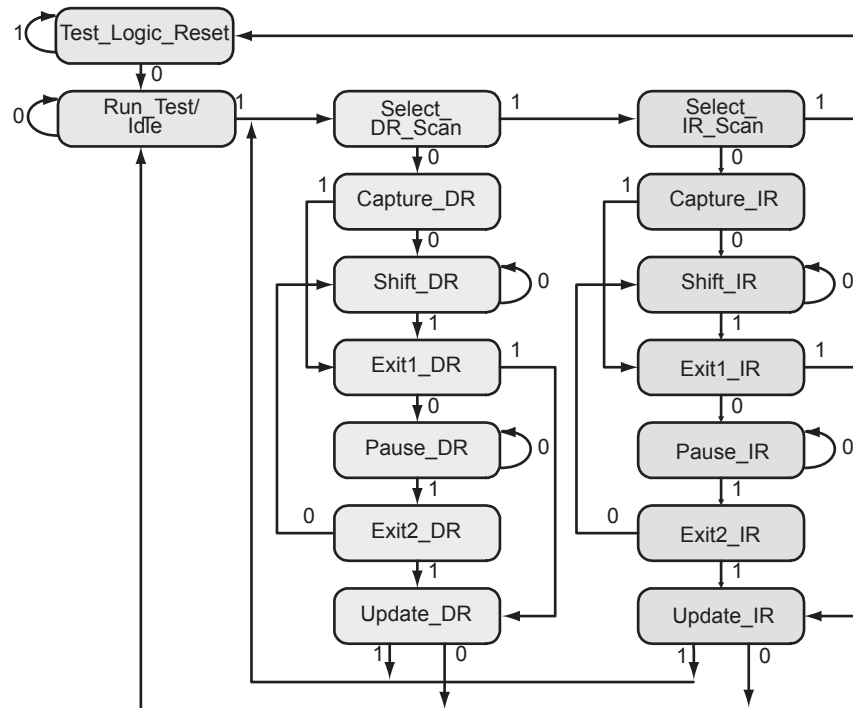 1
Test_Logic_Reset
0
0
Run_Test/
Idle
1
Select_
DR_Scan
1
Select_
IR_Scan
1
0
0
1
Capture_DR
1
Capture_IR
0
0
Shift_DR
0
Shift_IR
0
1
1
Exit1_DR
1
Exit1_IR
1
0
0
Pause_DR
0
Pause_IR
0
1
1
0
Exit2_DR
0
Exit2_IR
1
1
Update_DR
Update_IR
1
0
1
0